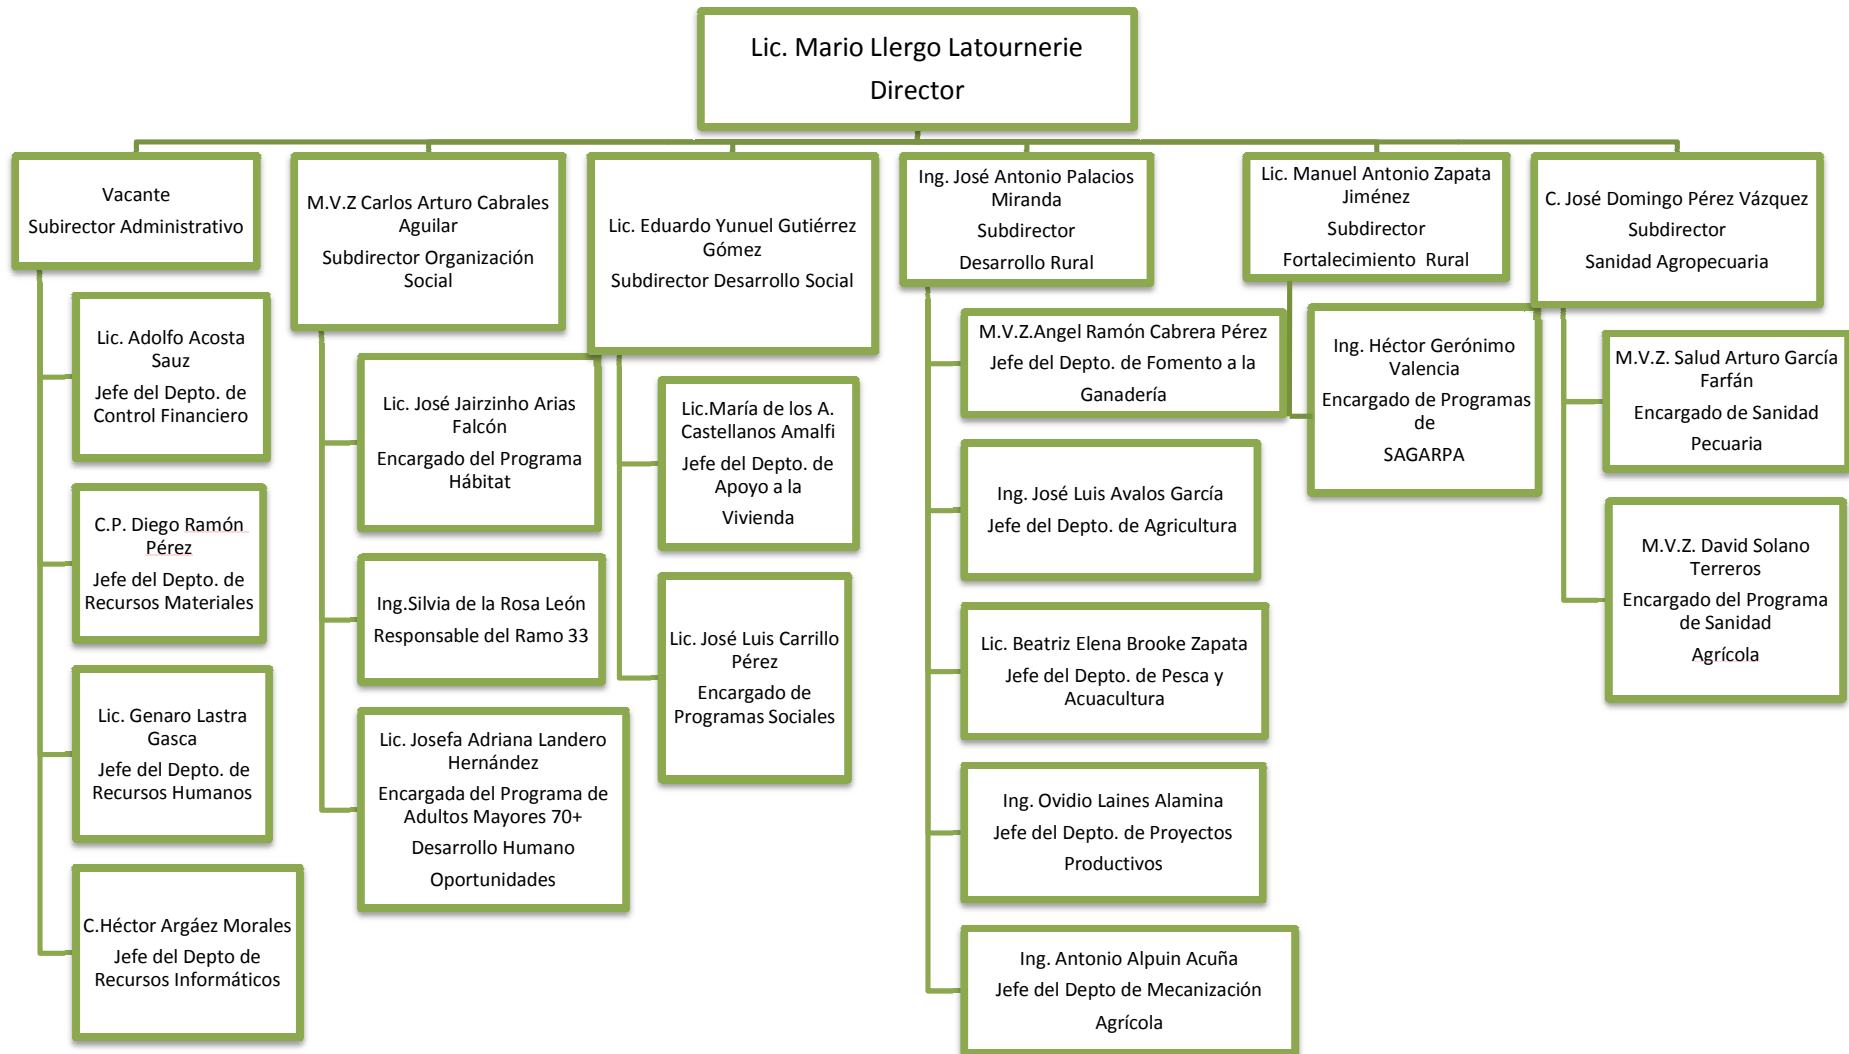 Lic. Mario Llergo Latournerie
Director
Vacante
Subirector Administrativo
Lic. Adolfo Acosta
Sauz
Jefe del Depto. de
Control Financiero
C.P. Diego Ramón
Pérez
Jefe del Depto. de
Recursos Materiales
Lic. Genaro Lastra
Gasca
Jefe del Depto. de
Recursos Humanos
C.Héctor Argáez Morales
Jefe del Depto de
Recursos Informáticos
M.V.Z Carlos Arturo Cabrales
Aguilar
Subdirector Organización
Social
Lic. José Jairzinho Arias
Falcón
Encargado del Programa
Hábitat
Ing.Silvia de la Rosa León
Responsable del Ramo 33
Lic. Josefa Adriana Landero
Hernández
Encargada del Programa de
Adultos Mayores 70+
Desarrollo Humano
Oportunidades
Lic. Eduardo Yunuel Gutiérrez
Gómez
Subdirector Desarrollo Social
Lic.María de los A.
Castellanos Amalfi
Jefe del Depto. de
Apoyo a la
Vivienda
Lic. José Luis Carrillo
Pérez
Encargado de
Programas Sociales
Ing. José Antonio Palacios
Miranda
Subdirector
Desarrollo Rural
M.V.Z.Angel Ramón Cabrera Pérez
Jefe del Depto. de Fomento a la
Ganadería
Ing. José Luis Avalos García
Jefe del Depto. de Agricultura
Lic. Beatriz Elena Brooke Zapata
Jefe del Depto. de Pesca y
Acuacultura
Ing. Ovidio Laines Alamina
Jefe del Depto. de Proyectos
Productivos
Ing. Antonio Alpuin Acuña
Jefe del Depto de Mecanización
Agrícola
Lic. Manuel Antonio Zapata
Jiménez
Subdirector
Fortalecimiento Rural
Ing. Héctor Gerónimo
Valencia
Encargado de Programas
de
SAGARPA
C. José Domingo Pérez Vázquez
Subdirector
Sanidad Agropecuaria
M.V.Z. Salud Arturo García
Farfán
Encargado de Sanidad
Pecuaria
M.V.Z. David Solano
Terreros
Encargado del Programa
de Sanidad
Agrícola